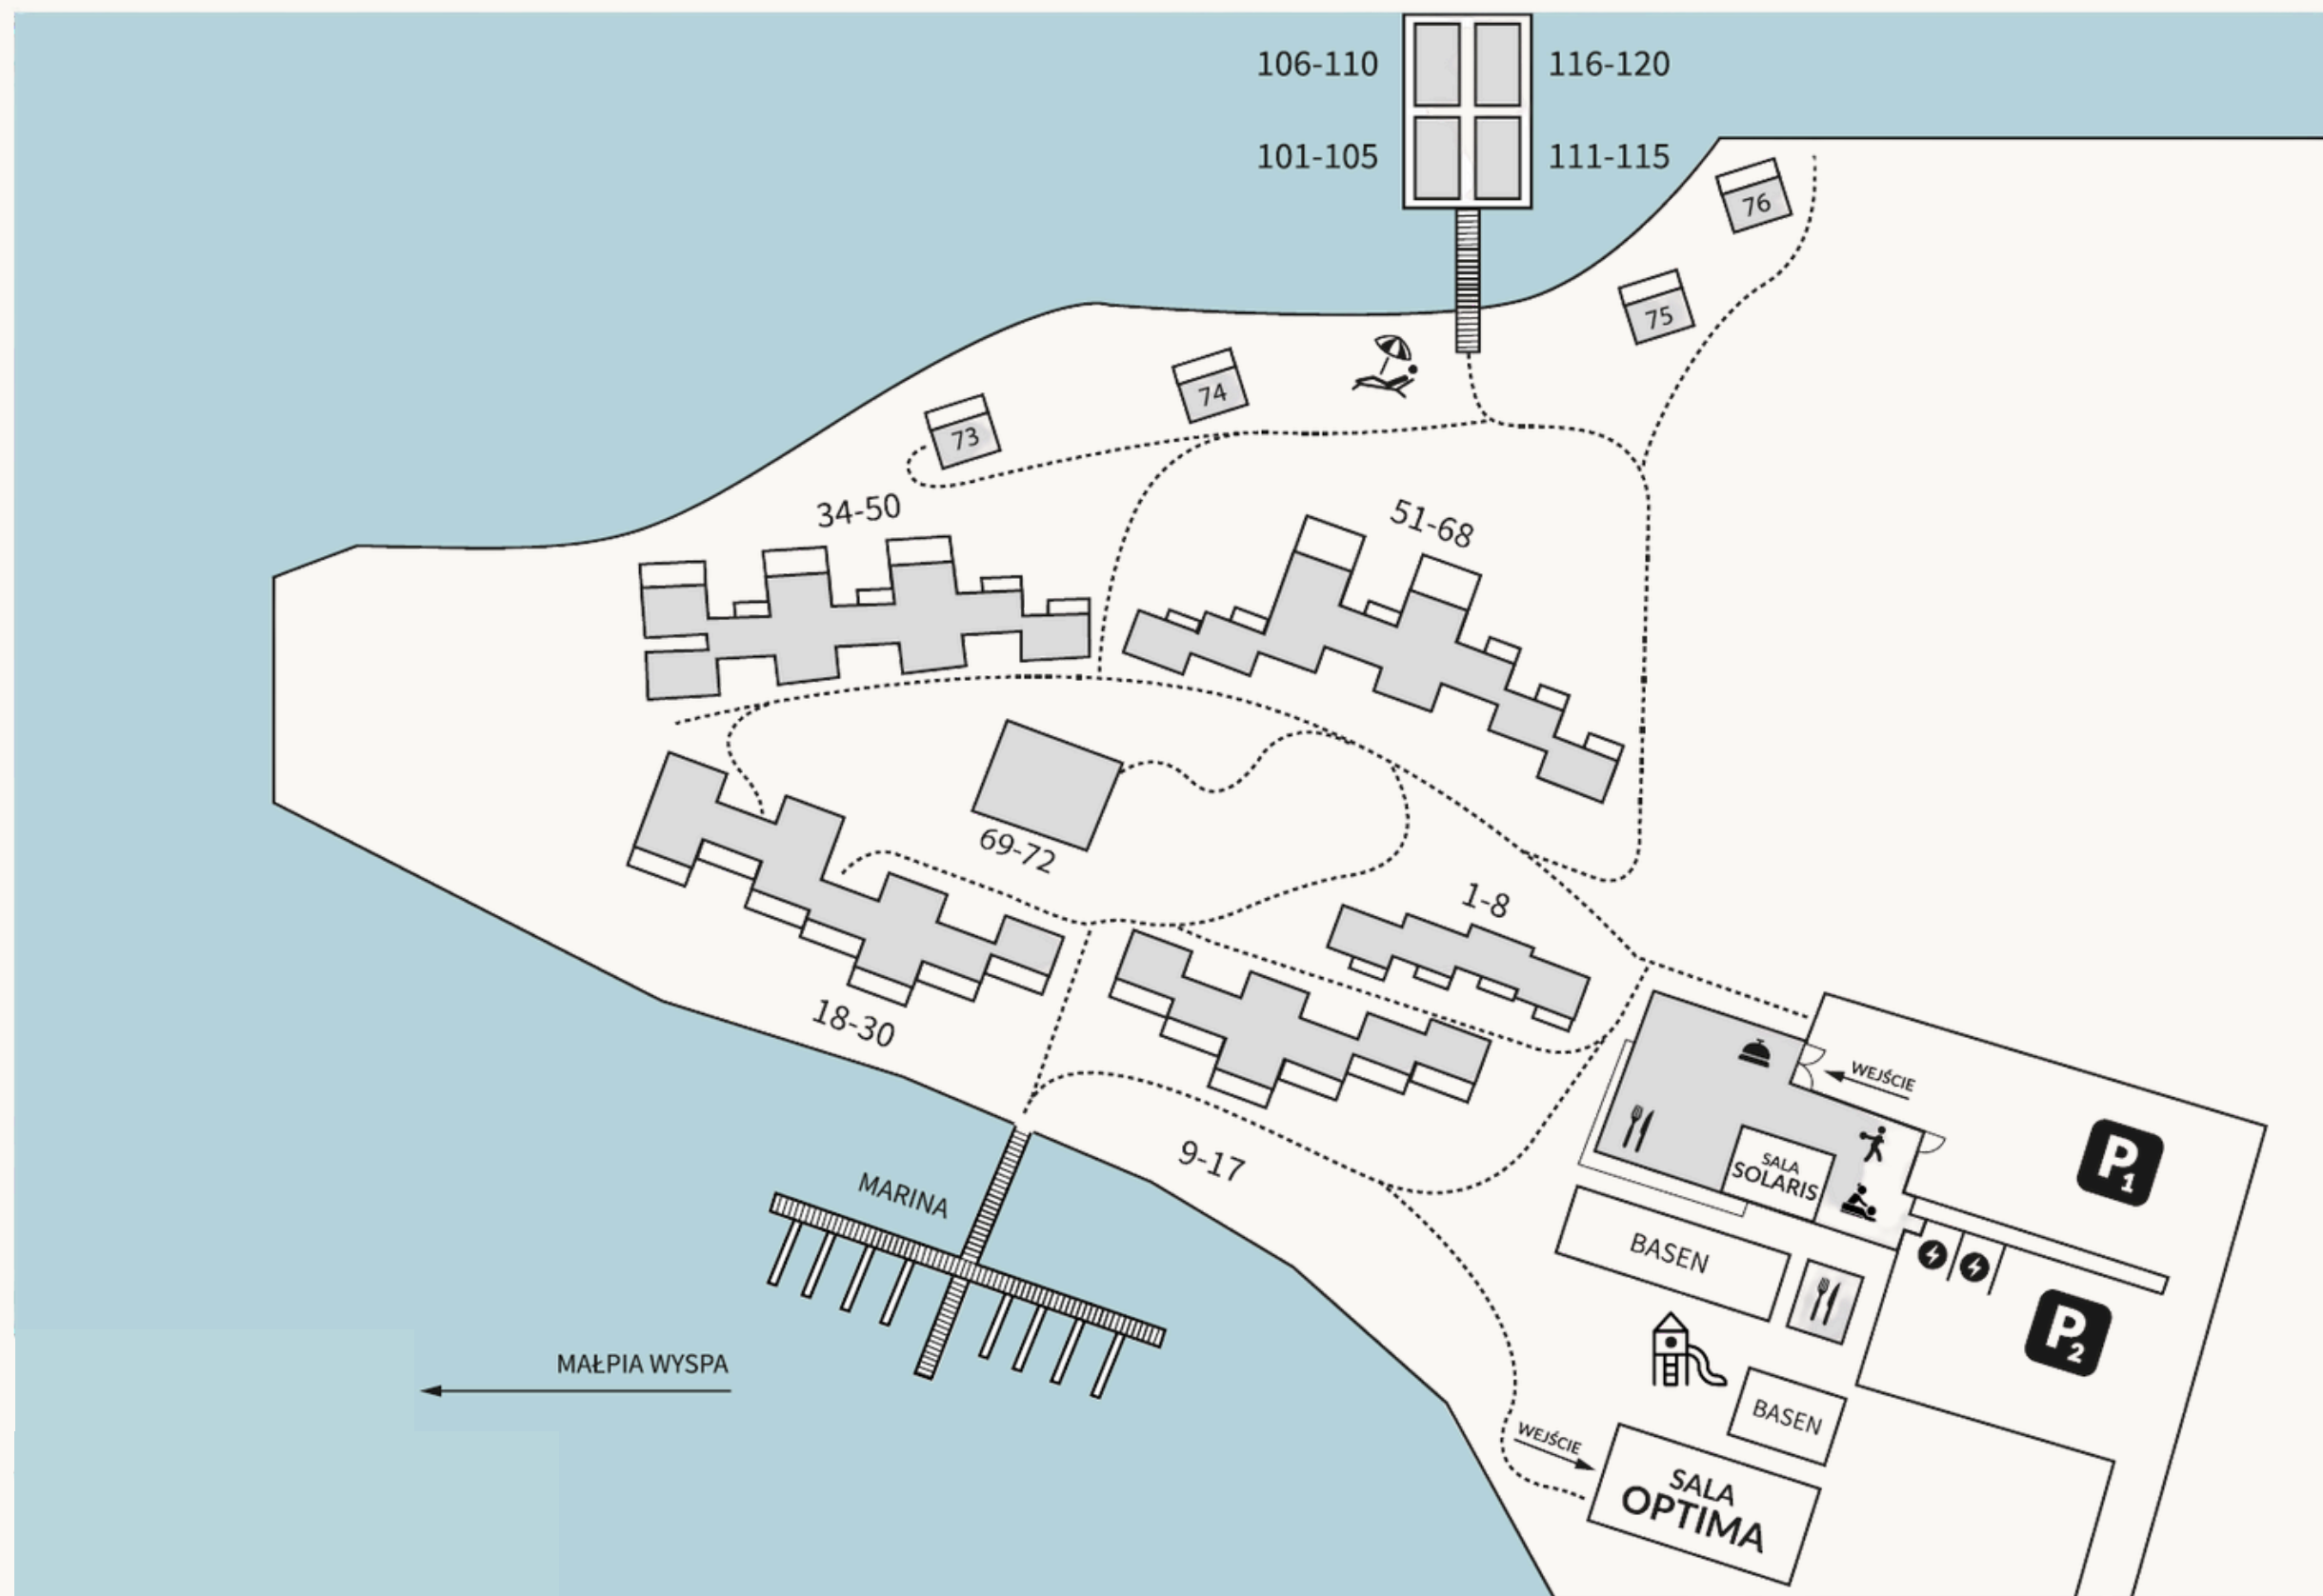 106-110
116-120
101-105
111-115
76
75
74
73
34-50
51-68
69-72
1-8
18-30
9-17
WEJŚCIE
P1
SALA
SOLARIS
MARINA
BASEN
P2
MAŁPIA WYSPA
BASEN
WEJŚCIE
SALA
OPTIMA